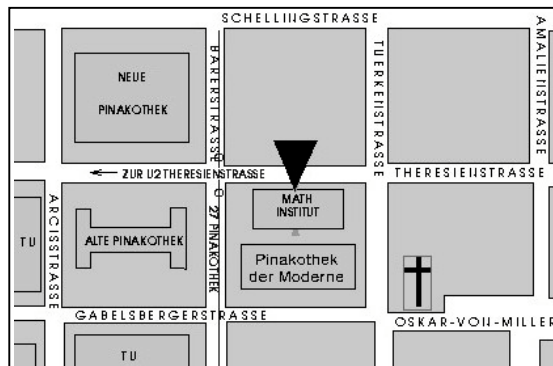 SCHELLINGSTRASSE
NEUE
PINAKOTHEK
BARERSTRASSE
TUERKENSTRASSE
AMALIENSTRASSE
ZUR U2 THERESIENSTRASSE
THERESIENSTRASSE
ARCISSTRASSE
TU
ALTE PINAKOTHEK
27 PINAKOTHEK
MATH
INSTITUT
Pinakothek
der Moderne
GABELSBERGERSTRASSE
OSKAR-VON-MILLER
TU